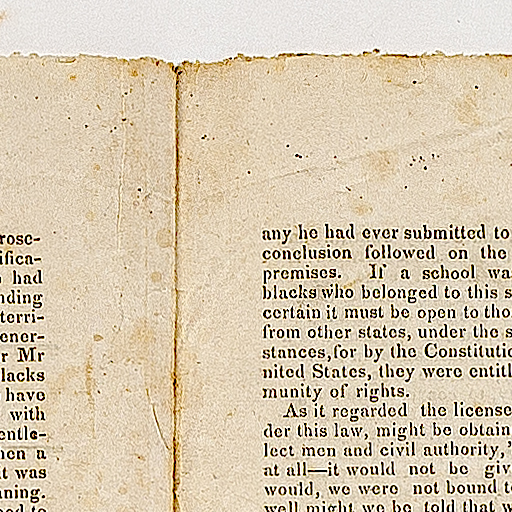 rose-
ifica-
had
nding
terri-
ener-
r Mr
lacks
have
with
entle-
hen a
t was
aning.
any he had ever submitted to
conclusion followed on the
premises. If a school wa
blacks who belonged to this s
certain it must be open to tho
from other states, under the s
stances, for by the Constitutio
nited States, they were entitl
munity of rights.
As it regarded the license
der this law, might be obtain
lect men and civil authority,"
at all—it would not be giv
would, we were not bound t
well might we be told that w